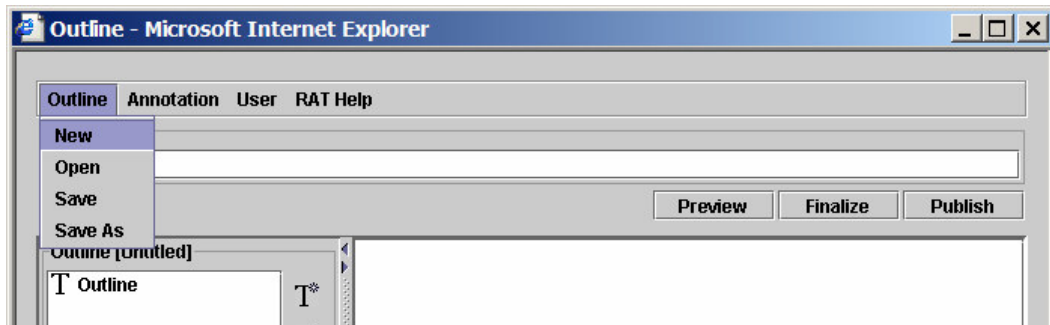 Outline - Microsoft Internet Explorer
Outline Annotation User RAT Help
New
Open
Save
Preview Finalize Publish
Save As
Outline [Untitled]
T Outline
T*